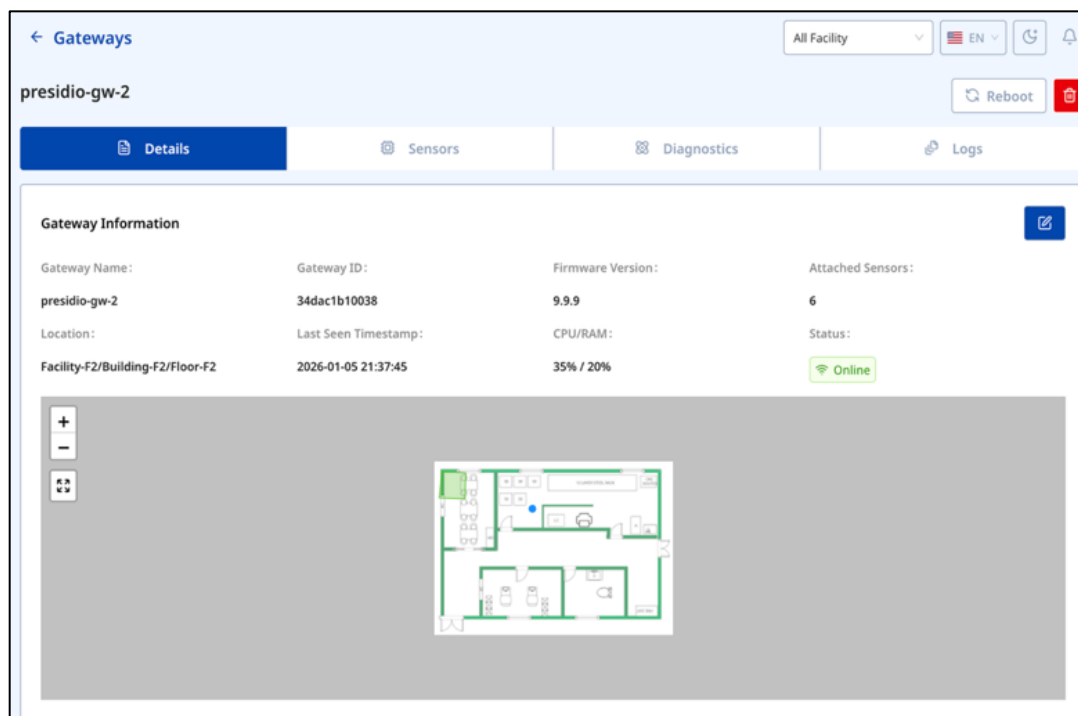 Gateways
All Facility
EN
presidio-gw-2
Reboot
Details
Sensors
Diagnostics
Logs
Gateway Information
Gateway Name: Gateway ID: Firmware Version: Attached Sensors:
presidio-gw-2 34dac1b10038 9.9.9 6
Location: Last Seen Timestamp: CPU/RAM: Status:
Facility-F2/Building-F2/Floor-F2 2026-01-05 21:37:45 35% / 20% Online
+
−